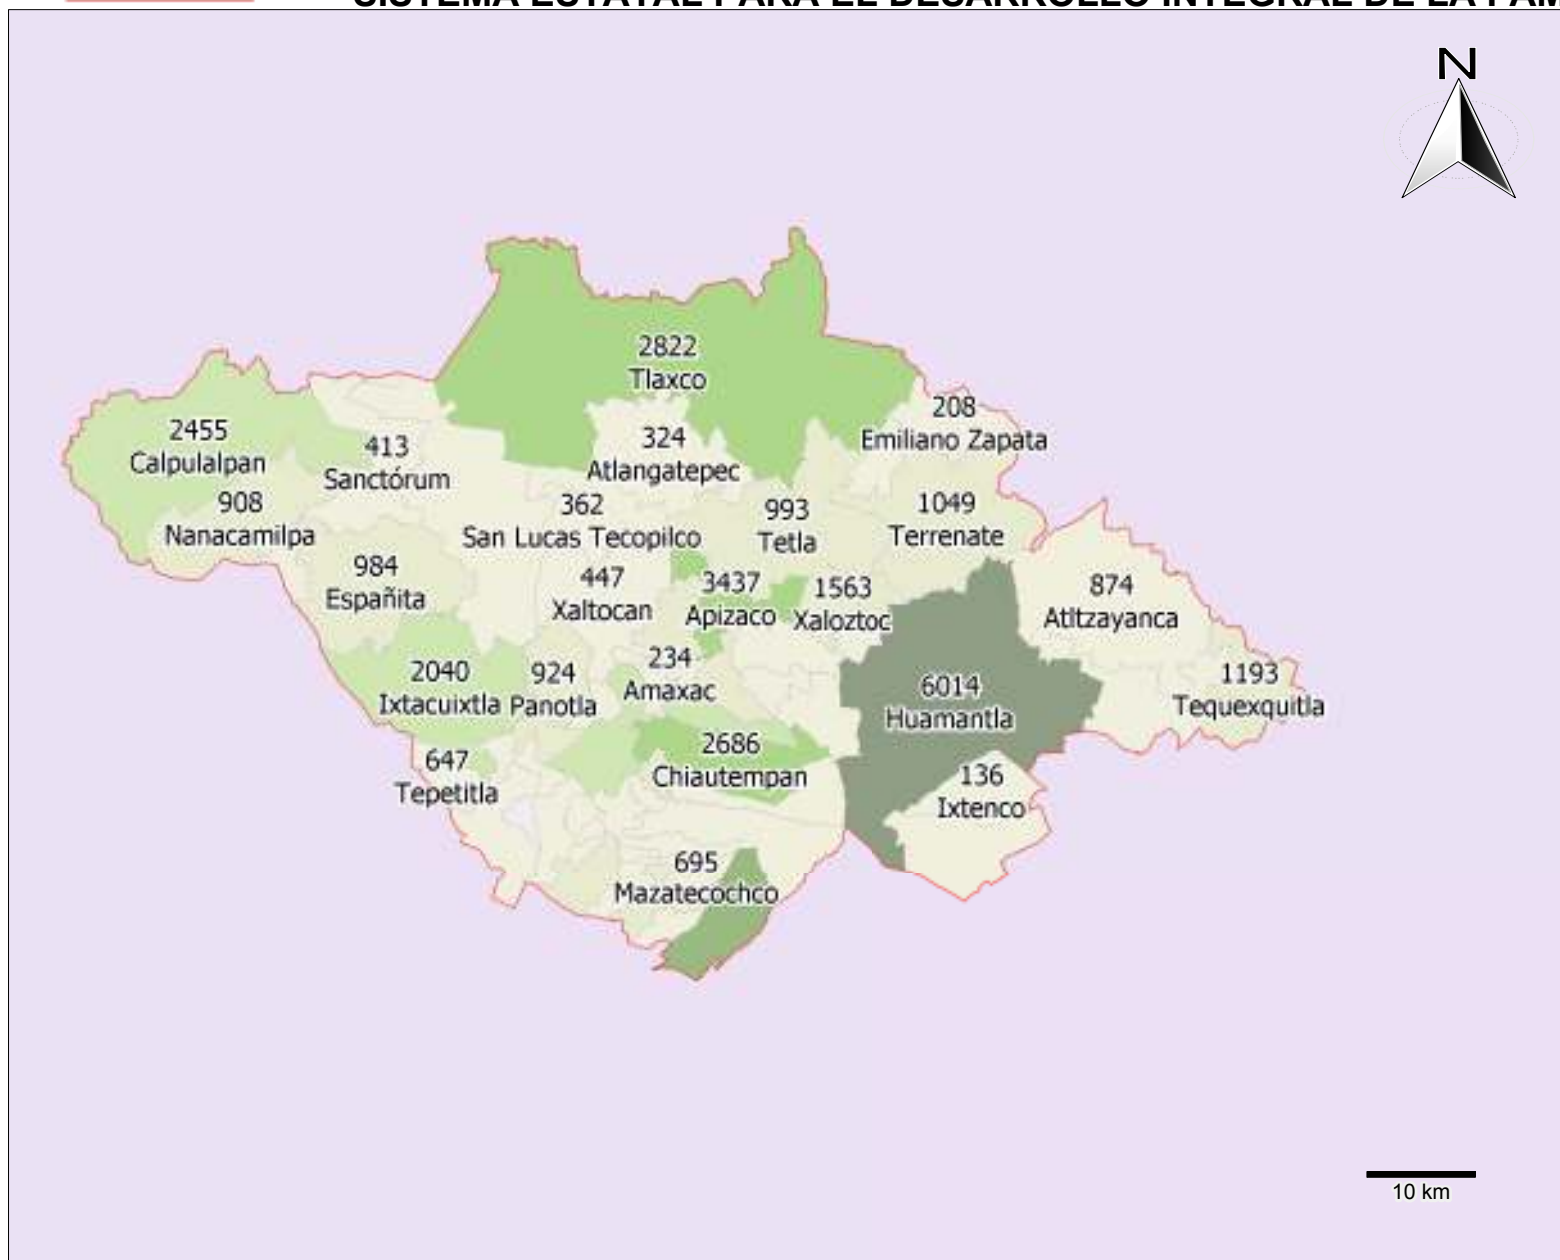 N
2822
Tlaxco
208
Emiliano Zapata
2455
Calpulalpan
413
Sanctórum
324
Atlangatepec
908
Nanacamilpa
362
San Lucas Tecopilco
993
Tetla
1049
Terrenate
984
Españita
447
Xaltocan
3437
Apizaco
1563
Xaloztoc
874
Atltzayanca
2040
Ixtacuixtla
924
Panotla
234
Amaxac
6014
Huamantla
1193
Tequexquitla
647
Tepetitla
2686
Chiautempan
136
Ixtenco
695
Mazatecochco
10 km